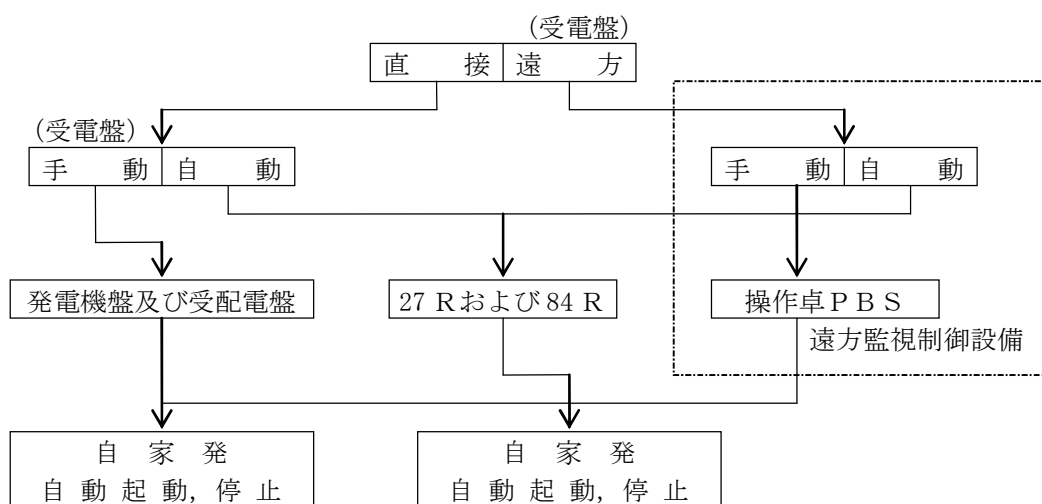 (受電盤)
直 接 遠 方
(受電盤)
手 動 自 動
手 動 自 動
発電機盤及び受配電盤
27 Rおよび84 R
操作卓PBS
遠方監視制御設備
自 家 発
自 動 起 動, 停 止
自 家 発
自 動 起 動, 停 止